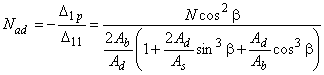 N_{ad} = -\frac{\Delta_{1p}}{\Delta_{11}} = \frac{N\cos^2\beta}{\frac{2A_b}{A_d}\left(1+\frac{2A_d}{A_s}\sin^3\beta+\frac{A_d}{A_b}\cos^3\beta\right)}